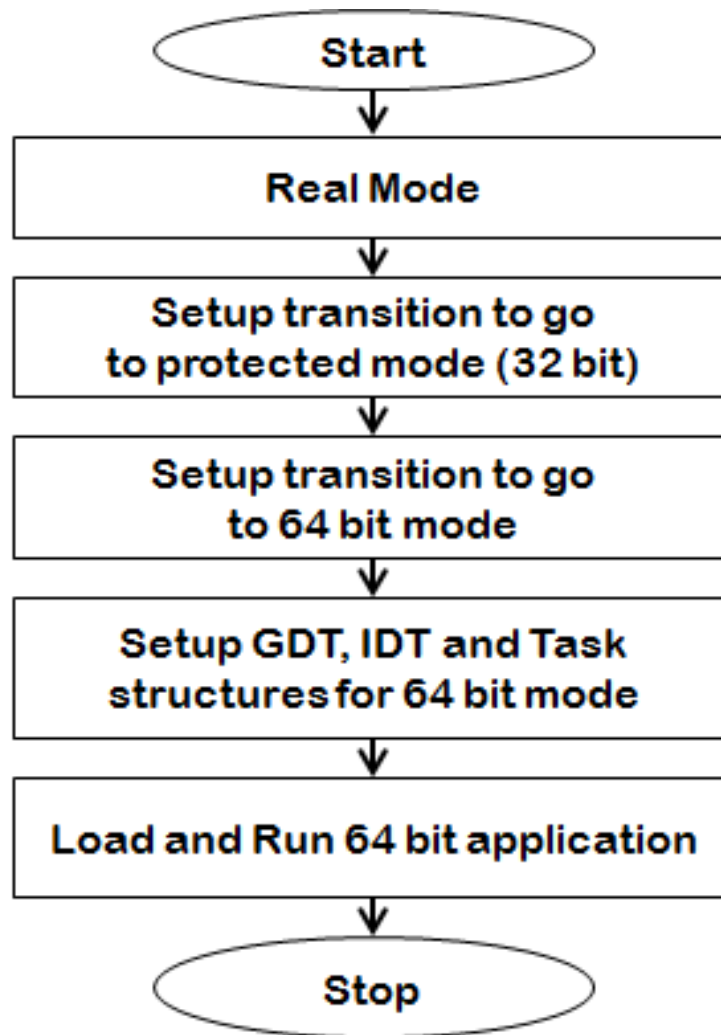 Start
Real Mode
Setup transition to go
to protected mode (32 bit)
Setup transition to go
to 64 bit mode
Setup GDT, IDT and Task
structures for 64 bit mode
Load and Run 64 bit application
Stop